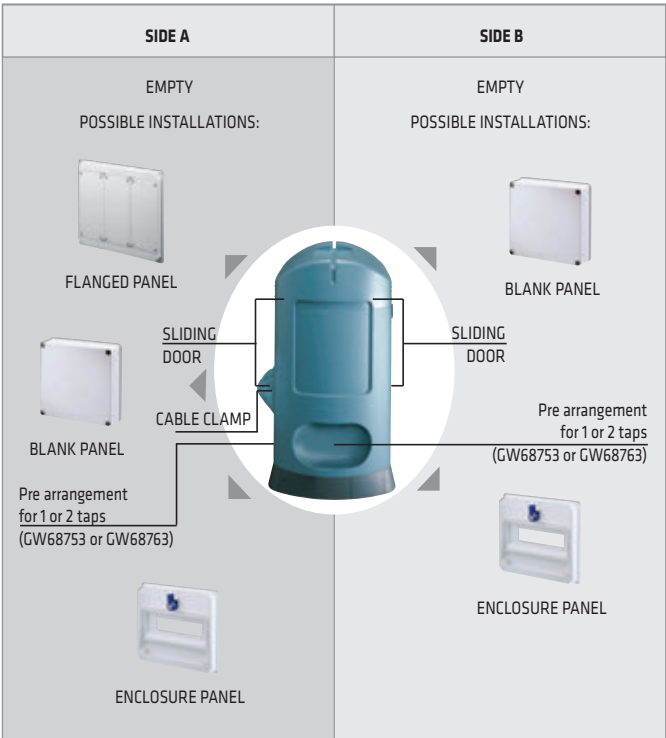 SIDE A
SIDE B
EMPTY
POSSIBLE INSTALLATIONS:
FLANGED PANEL
SLIDING
DOOR
BLANK PANEL
CABLE CLAMP
Pre arrangement
for 1 or 2 taps
(GW68753 or GW68763)
ENCLOSURE PANEL
EMPTY
POSSIBLE INSTALLATIONS:
BLANK PANEL
SLIDING
DOOR
Pre arrangement
for 1 or 2 taps
(GW68753 or GW68763)
ENCLOSURE PANEL